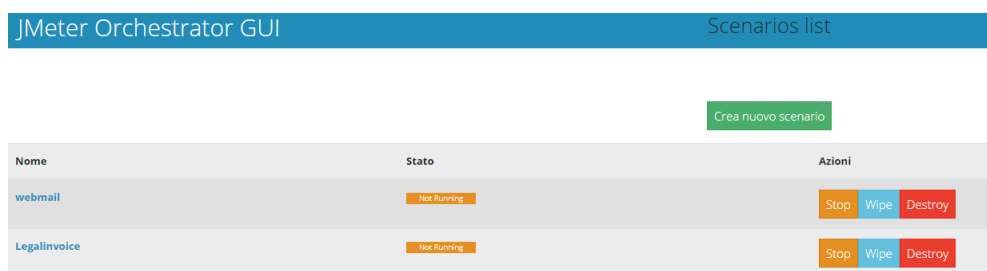 JMeter Orchestrator GUI Scenarios list
Crea nuovo scenario
Nome Stato Azioni
webmail Not Running Stop Wipe Destroy
Legalinvoice Not Running Stop Wipe Destroy